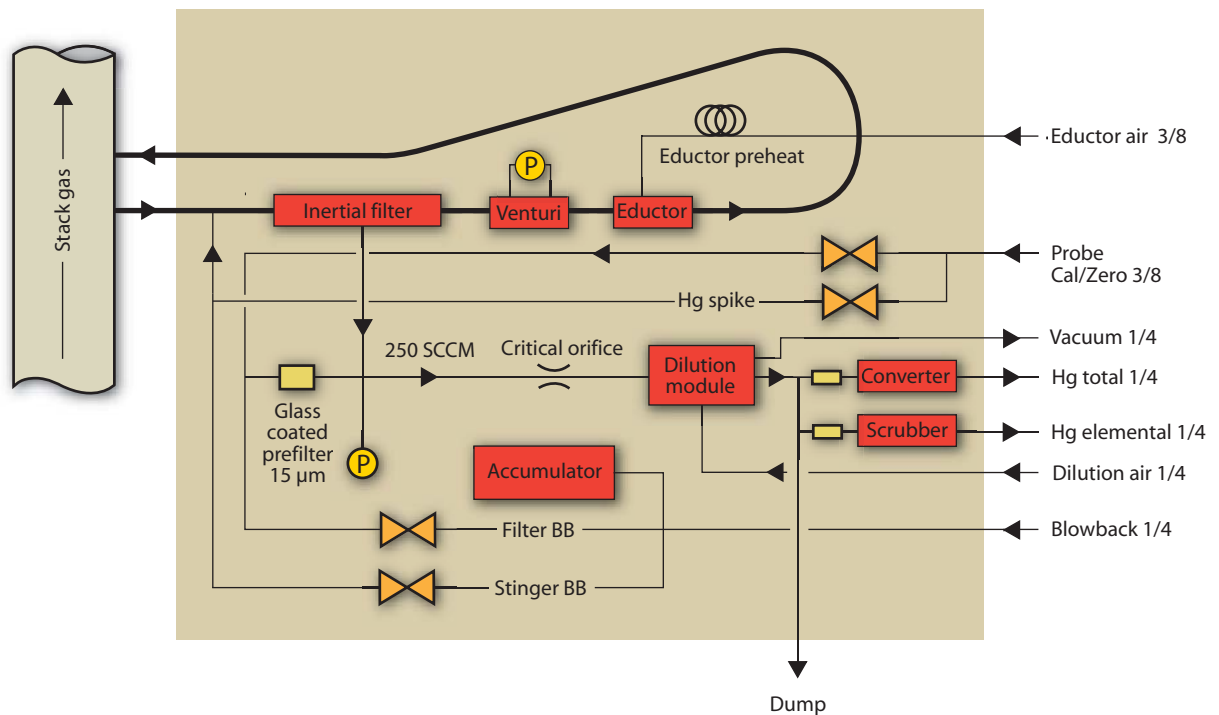 Stack gas
Eductor preheat
Eductor air 3/8
P
Inertial filter
Venturi
Eductor
Probe
Cal/Zero 3/8
Hg spike
Vacuum 1/4
250 SCCM
Critical orifice
Dilution
module
Converter
Hg total 1/4
Glass
coated
prefilter
15 µm
Scrubber
Hg elemental 1/4
P
Accumulator
Dilution air 1/4
Filter BB
Blowback 1/4
Stinger BB
Dump